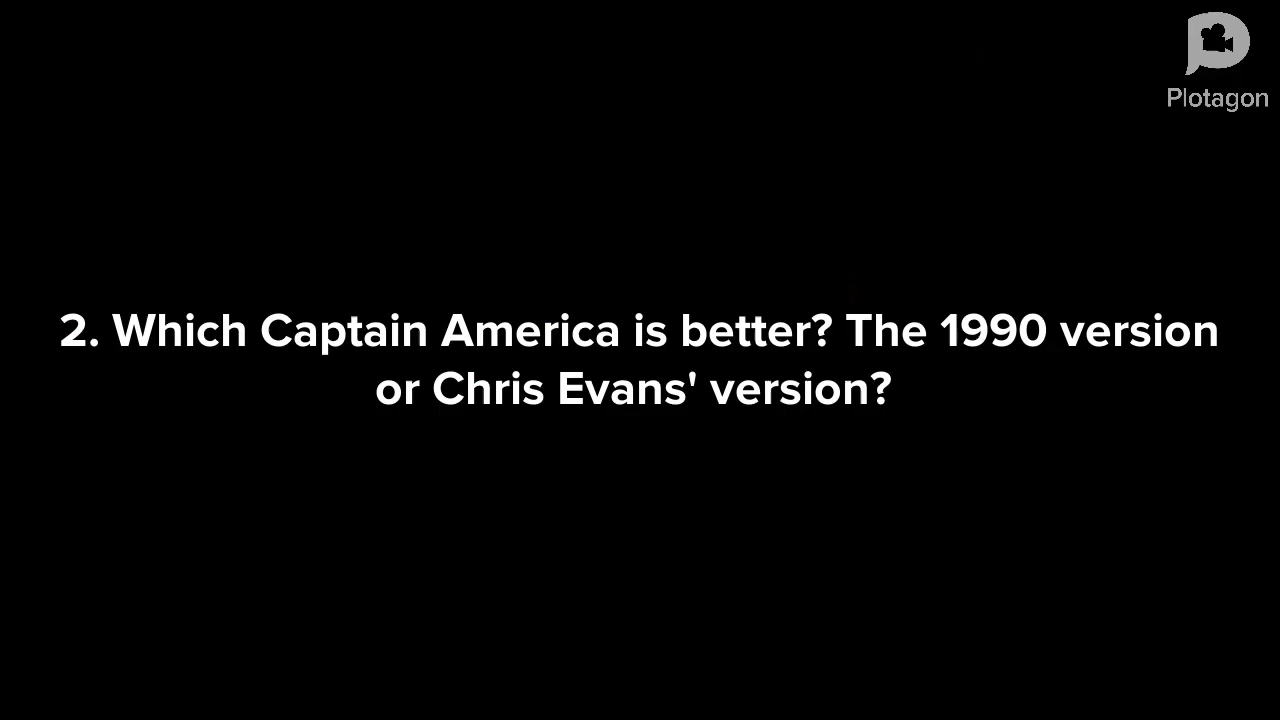 Plotagon
2. Which Captain America is better? The 1990 version
or Chris Evans' version?